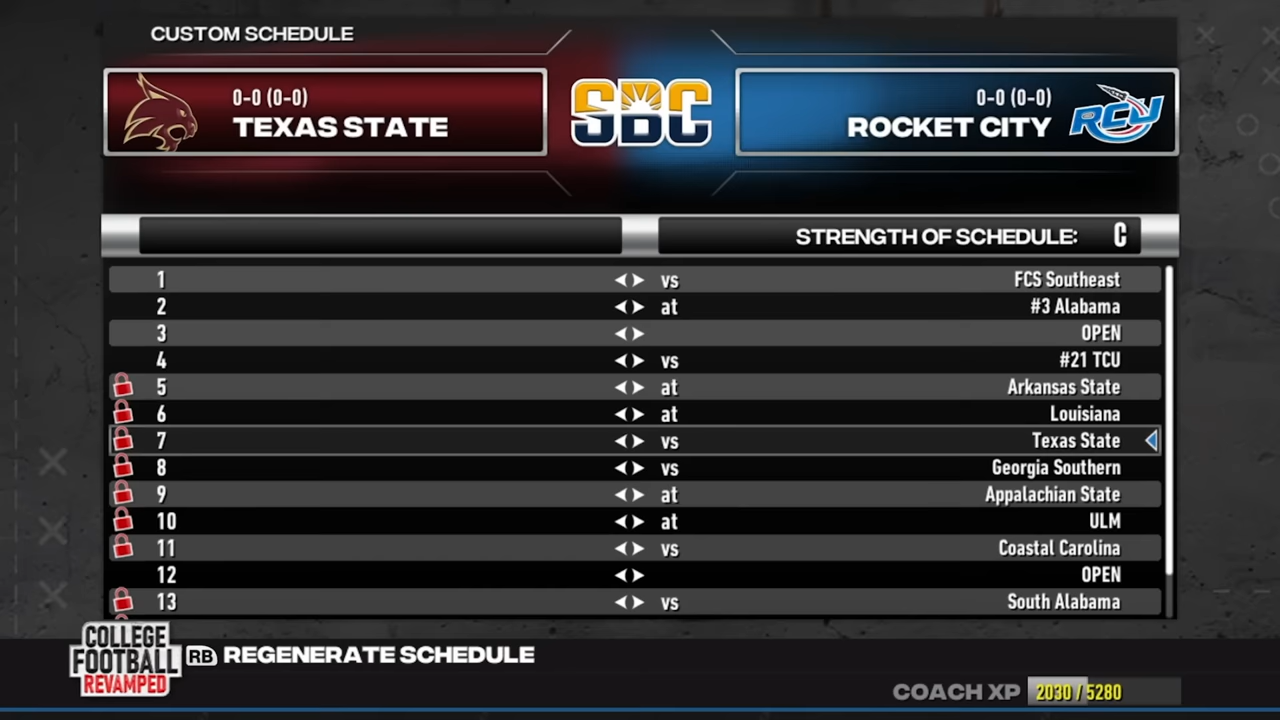 CUSTOM SCHEDULE
0-0 (0-0)
TEXAS STATE
SBC
0-0 (0-0)
ROCKET CITY
RCU
STRENGTH OF SCHEDULE: C
1 vs FCS Southeast
2 at #3 Alabama
3 OPEN
4 vs #21 TCU
5 at Arkansas State
6 at Louisiana
7 vs Texas State
8 vs Georgia Southern
9 at Appalachian State
10 at ULM
11 vs Coastal Carolina
12 OPEN
13 vs South Alabama
COLLEGE
FOOTBALL
REVAMPED
RB REGENERATE SCHEDULE
COACH XP 2030 / 5280